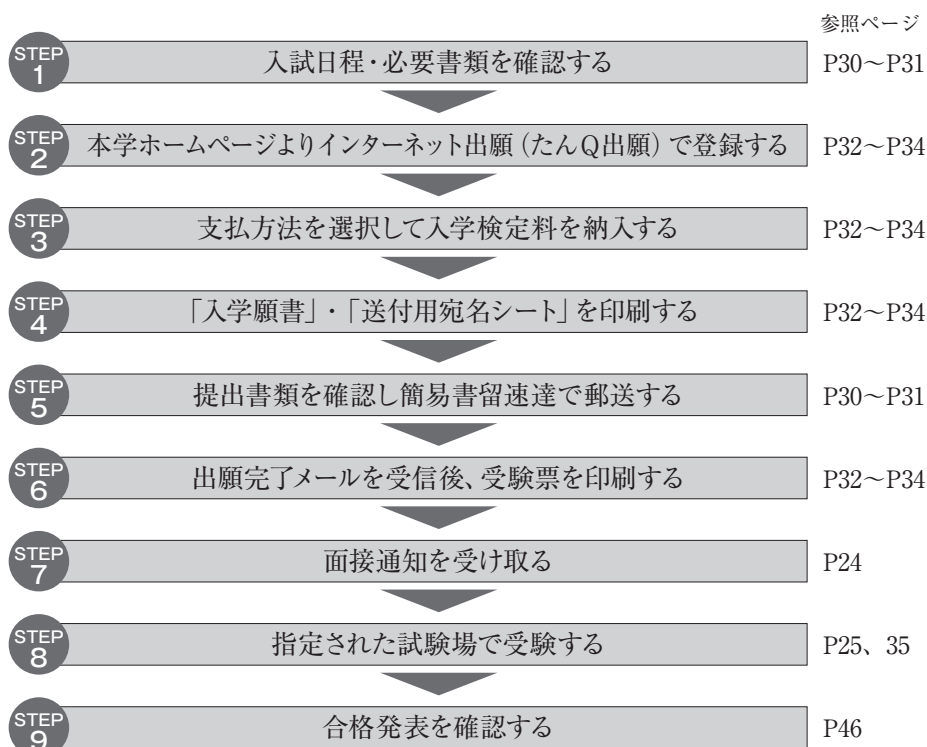 参照ページ
STEP 1 入試日程・必要書類を確認する P30～P31
STEP 2 本学ホームページよりインターネット出願（たんQ出願）で登録する P32～P34
STEP 3 支払方法を選択して入学検定料を納入する P32～P34
STEP 4 「入学願書」・「送付用宛名シート」を印刷する P32～P34
STEP 5 提出書類を確認し簡易書留速達で郵送する P30～P31
STEP 6 出願完了メールを受信後、受験票を印刷する P32～P34
STEP 7 面接通知を受け取る P24
STEP 8 指定された試験場で受験する P25、35
STEP 9 合格発表を確認する P46